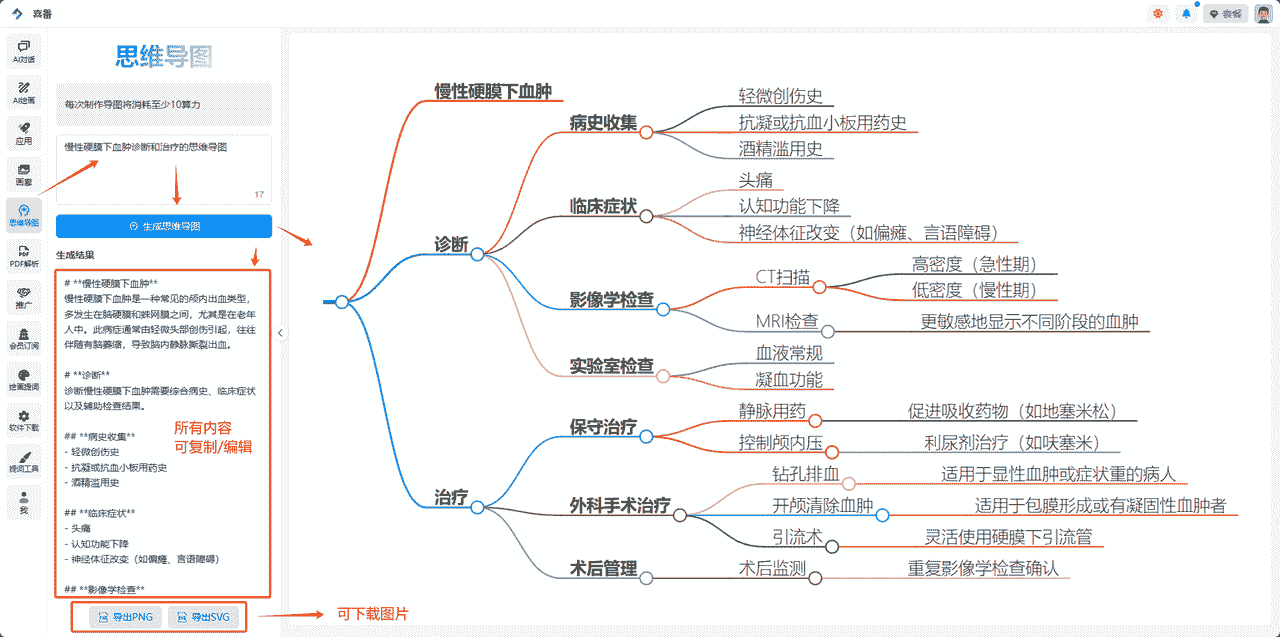 喜番
套餐
AI对话
AI绘画
应用
画廊
思维导图
PDF解析
推广
会员订阅
绘画提词
软件下载
提词工具
我
思维导图
每次制作导图将消耗至少10算力
慢性硬膜下血肿诊断和治疗的思维导图
17
生成思维导图
生成结果
# **慢性硬膜下血肿**
慢性硬膜下血肿是一种常见的颅内出血类型，
多发生在脑硬膜和蛛网膜之间，尤其是在老年
人中。此病症通常由轻微头部创伤引起，往往
伴随有脑萎缩，导致脑内静脉撕裂出血。
# **诊断**
诊断慢性硬膜下血肿需要综合病史、临床症状
以及辅助检查结果。
## **病史收集**
- 轻微创伤史
- 抗凝或抗血小板用药史
- 酒精滥用史
## **临床症状**
- 头痛
- 认知功能下降
- 神经体征改变（如偏瘫、言语障碍）
## **影像学检查**
所有内容
可复制/编辑
导出PNG
导出SVG
可下载图片
慢性硬膜下血肿
诊断
病史收集
轻微创伤史
抗凝或抗血小板用药史
酒精滥用史
临床症状
头痛
认知功能下降
神经体征改变（如偏瘫、言语障碍）
影像学检查
CT扫描
高密度（急性期）
低密度（慢性期）
MRI检查
更敏感地显示不同阶段的血肿
实验室检查
血液常规
凝血功能
治疗
保守治疗
静脉用药
促进吸收药物（如地塞米松）
控制颅内压
利尿剂治疗（如呋塞米）
外科手术治疗
钻孔排血
适用于显性血肿或症状重的病人
开颅清除血肿
适用于包膜形成或有凝固性血肿者
引流术
灵活使用硬膜下引流管
术后管理
术后监测
重复影像学检查确认